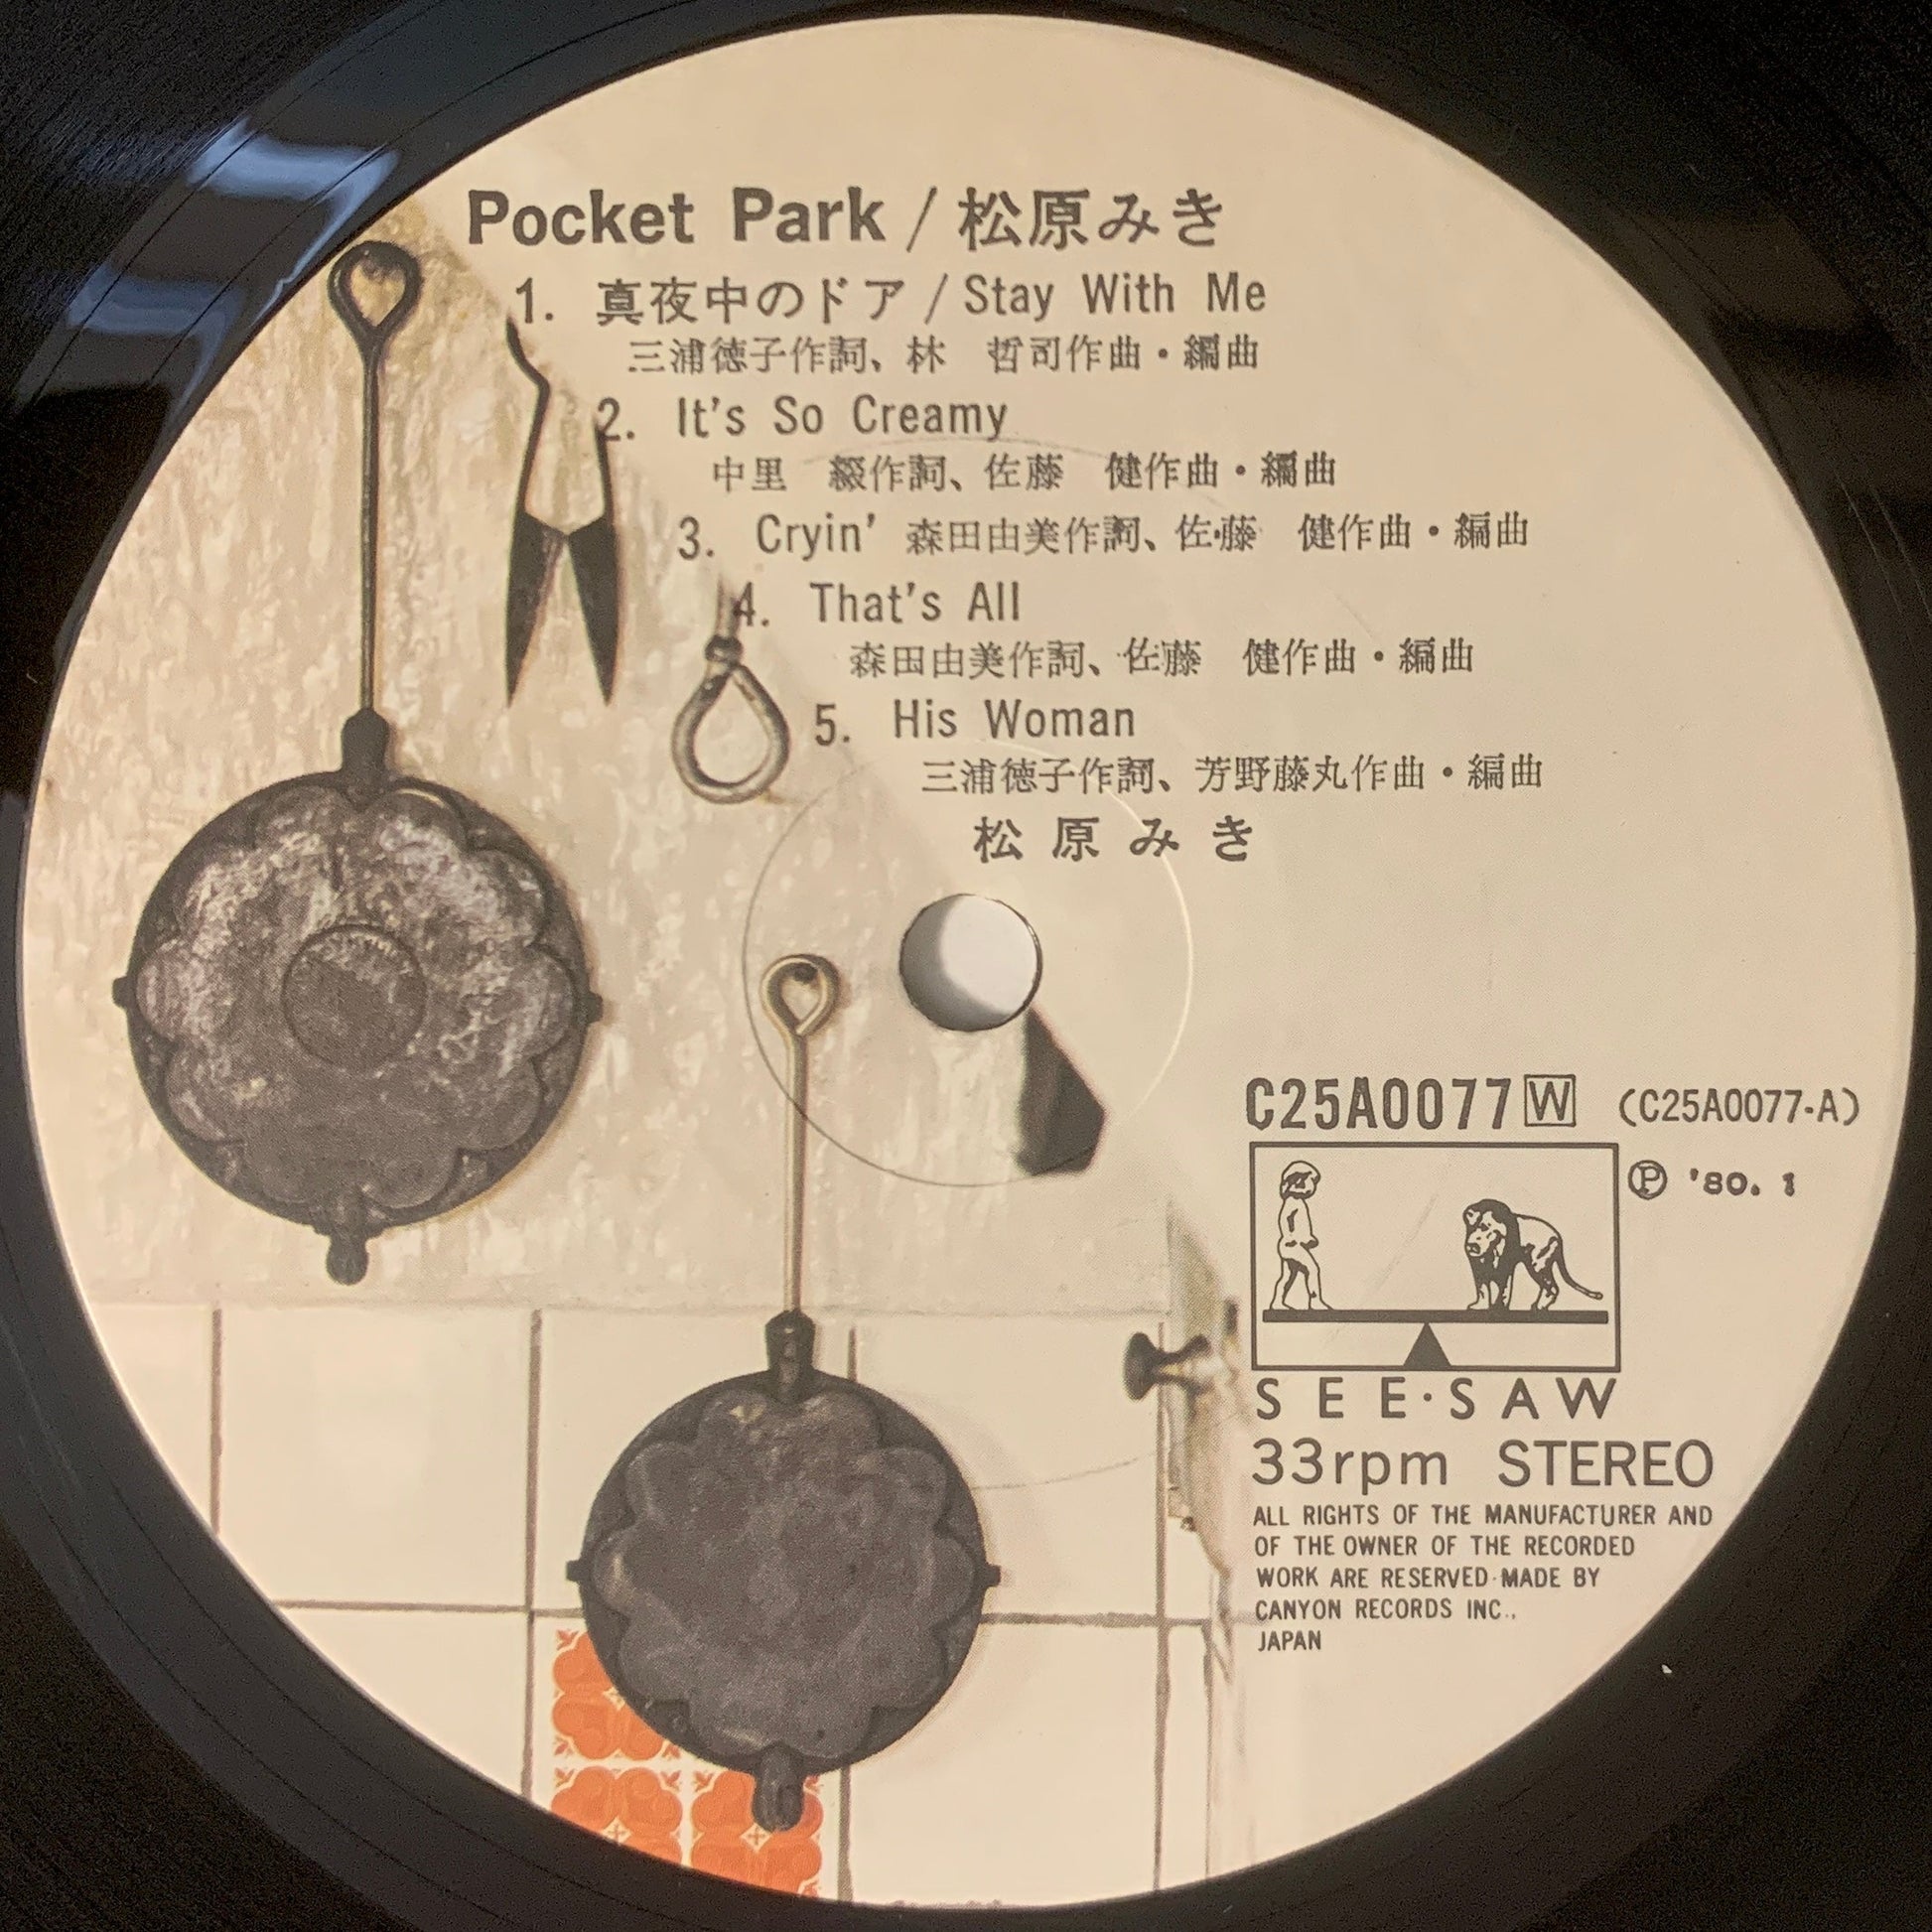 Pocket Park / 松原みき
1. 真夜中のドア / Stay With Me
三浦徳子作詞、林 哲司作曲・編曲
2. It's So Creamy
中里 綴作詞、佐藤 健作曲・編曲
3. Cryin' 森田由美作詞、佐藤 健作曲・編曲
4. That's All
森田由美作詞、佐藤 健作曲・編曲
5. His Woman
三浦徳子作詞、芳野藤丸作曲・編曲
松原みき
C25A0077 W (C25A0077-A)
Ⓟ '80. 1
SEE·SAW
33rpm STEREO
ALL RIGHTS OF THE MANUFACTURER AND
OF THE OWNER OF THE RECORDED
WORK ARE RESERVED·MADE BY
CANYON RECORDS INC.,
JAPAN